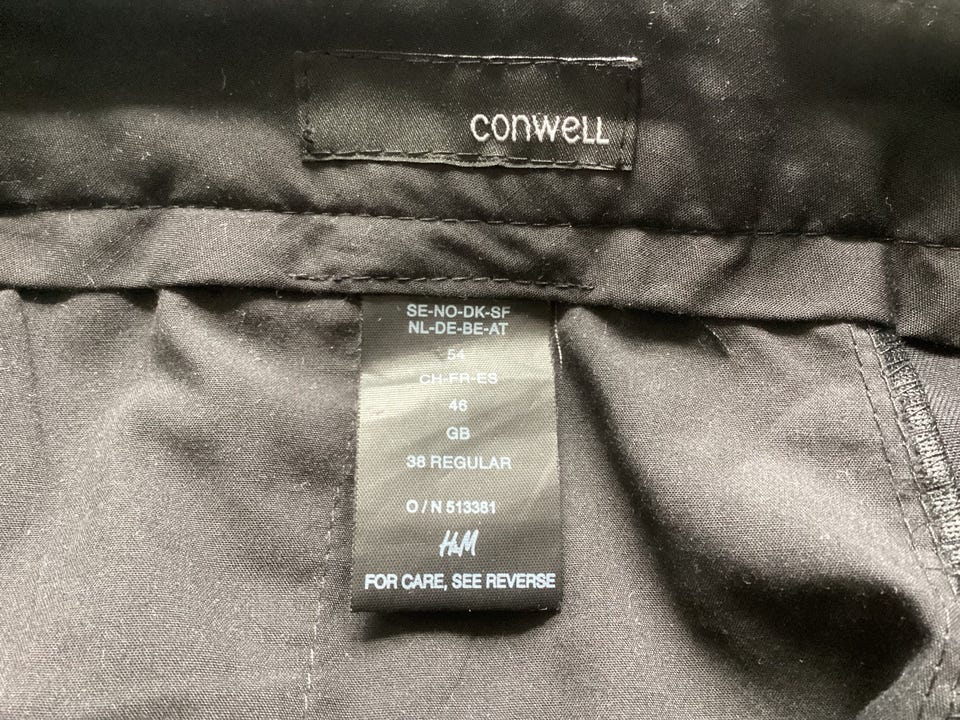 conwell
SE-NO-DK-SF
NL-DE-BE-AT
54
CH-FR-ES
46
GB
38 REGULAR
O/N 513381
H&M
FOR CARE, SEE REVERSE